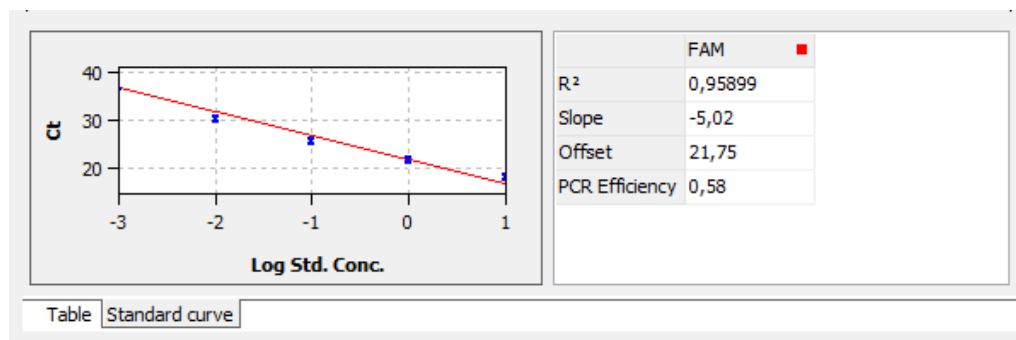 40
30
20
Ct
-3 -2 -1 0 1
Log Std. Conc.
FAM
R² 0,95899
Slope -5,02
Offset 21,75
PCR Efficiency 0,58
Table Standard curve